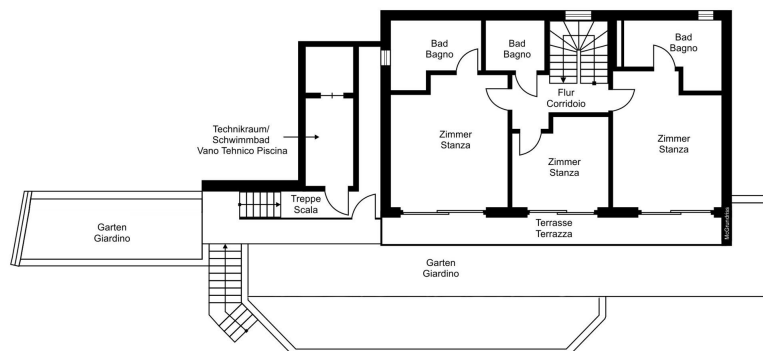 Bad
Bagno
Bad
Bagno
Bad
Bagno
Flur
Corridoio
Technikraum/
Schwimmbad
Vano Tehnico Piscina
Zimmer
Stanza
Zimmer
Stanza
Zimmer
Stanza
Treppe
Scala
Garten
Giardino
Terrasse
Terrazza
Garten
Giardino